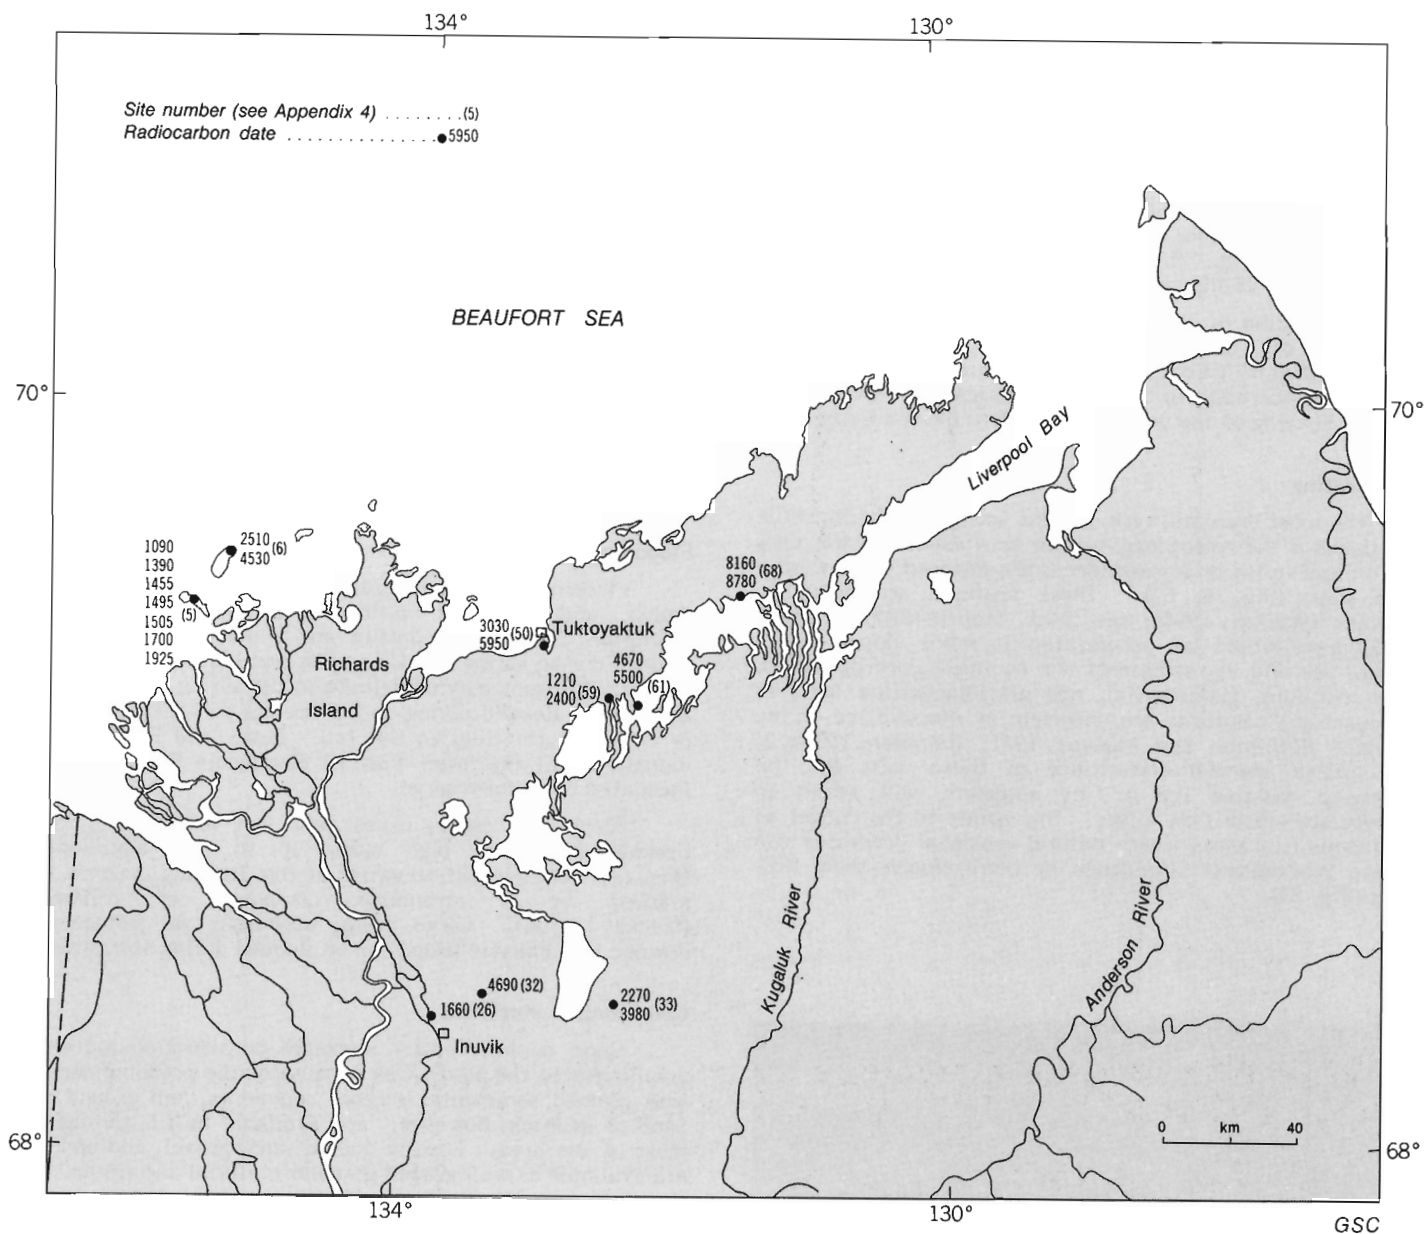 134°
130°
Site number (see Appendix 4) ........(5)
Radiocarbon date ...............●5950
BEAUFORT SEA
70°
70°
Liverpool Bay
2510
4530 (6)
1090
1390
1455
1495
(5)
1505
1700
1925
8160 (68)
8780
3030
5950 (50)
Tuktoyaktuk
Richards
Island
4670
5500
(61)
1210
2400 (59)
Kugaluk River
Anderson River
4690 (32)
1660 (26)
Inuvik
2270
3980 (33)
0 km 40
68°
68°
134°
130°
GSC